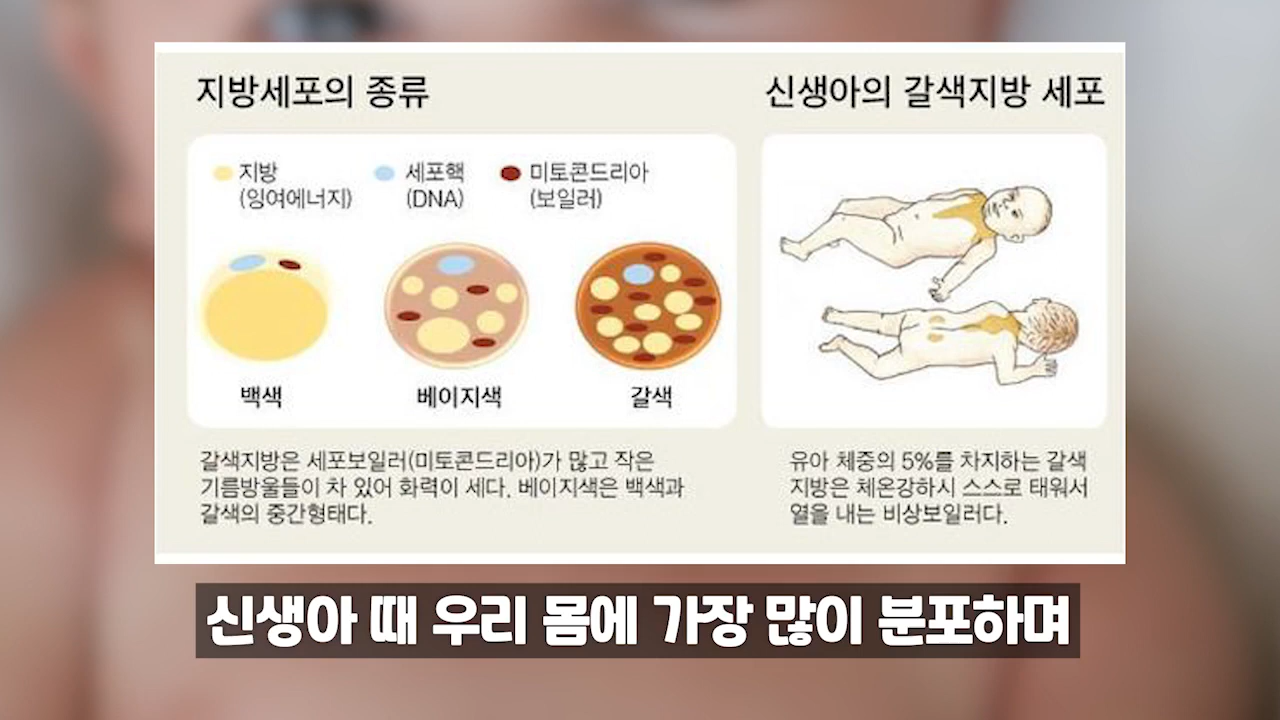 지방세포의 종류
지방
(잉여에너지)
세포핵
(DNA)
미토콘드리아
(보일러)
백색
베이지색
갈색
갈색지방은 세포보일러(미토콘드리아)가 많고 작은
기름방울들이 차 있어 화력이 세다. 베이지색은 백색과
갈색의 중간형태다.
신생아의 갈색지방 세포
유아 체중의 5%를 차지하는 갈색
지방은 체온강하시 스스로 태워서
열을 내는 비상보일러다.
신생아 때 우리 몸에 가장 많이 분포하며